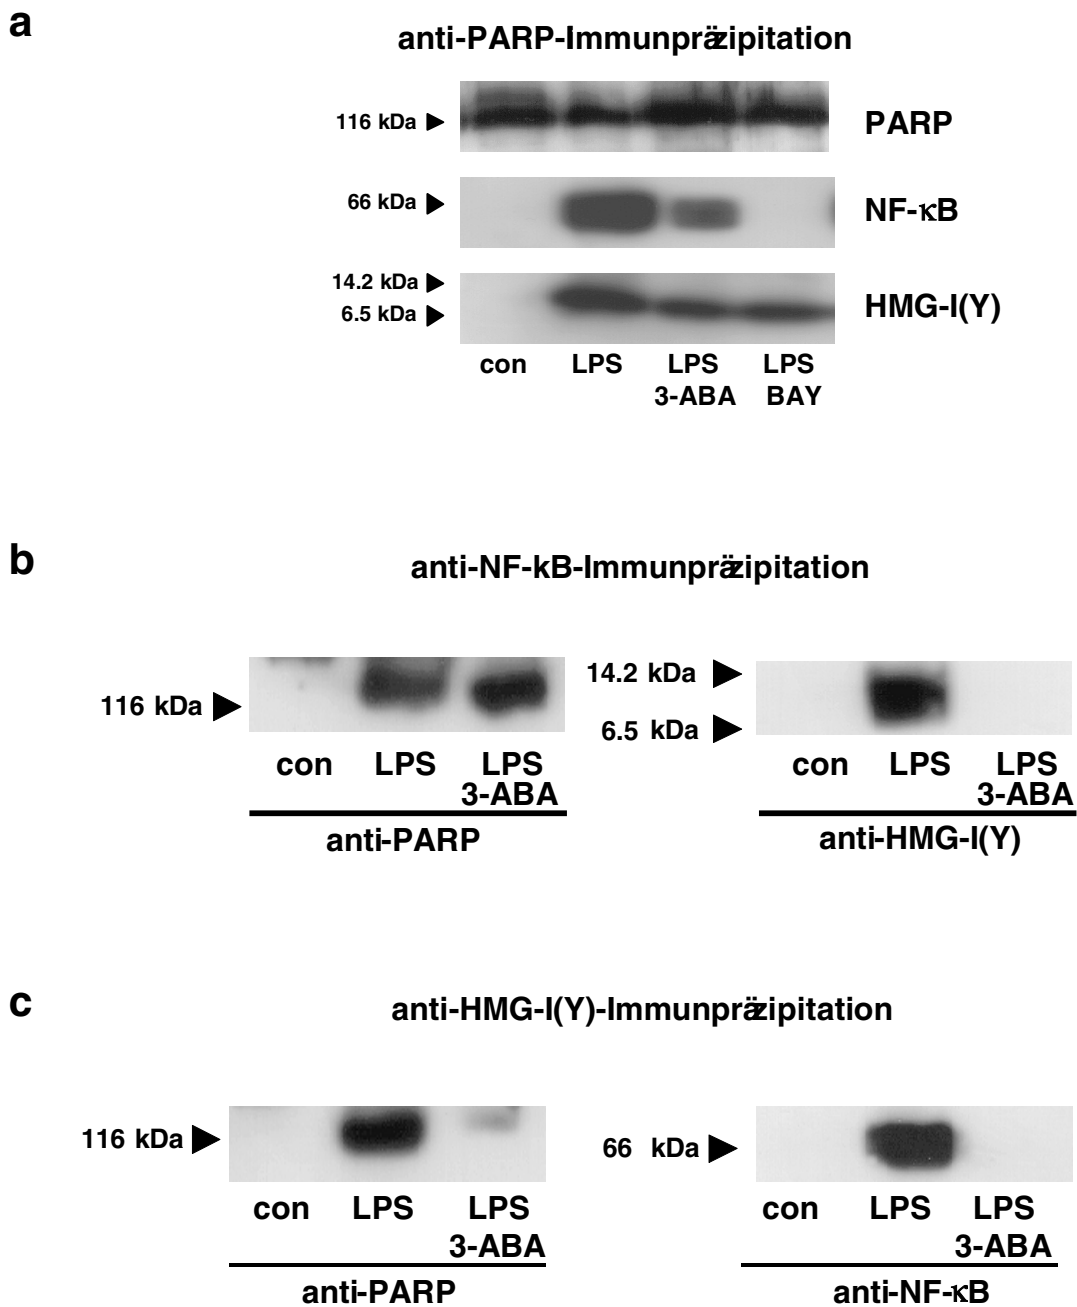 a
anti-PARP-Immunpräzipitation
116 kDa
PARP
66 kDa
NF-κB
14.2 kDa
6.5 kDa
HMG-I(Y)
con LPS LPS LPS
3-ABA BAY
b
anti-NF-kB-Immunpräzipitation
116 kDa
14.2 kDa
6.5 kDa
con LPS LPS
3-ABA
anti-PARP
con LPS LPS
3-ABA
anti-HMG-I(Y)
c
anti-HMG-I(Y)-Immunpräzipitation
116 kDa
66 kDa
con LPS LPS
3-ABA
anti-PARP
con LPS LPS
3-ABA
anti-NF-κB